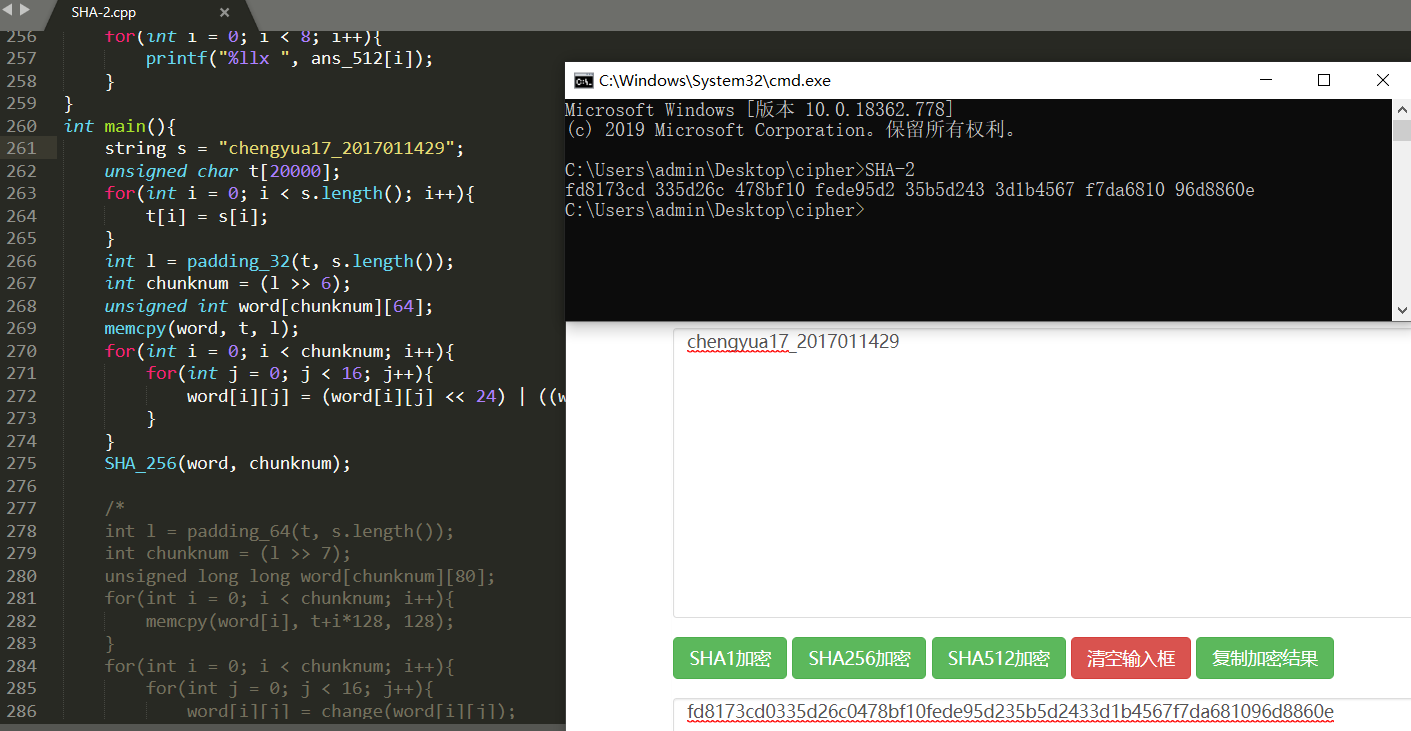 SHA-2.cpp
256 for(int i = 0; i < 8; i++){
257 printf("%llx ", ans_512[i]);
258 }
259 }
260 int main(){
261 string s = "chengyua17_2017011429";
262 unsigned char t[20000];
263 for(int i = 0; i < s.length(); i++){
264 t[i] = s[i];
265 }
266 int l = padding_32(t, s.length());
267 int chunknum = (l >> 6);
268 unsigned int word[chunknum][64];
269 memcpy(word, t, l);
270 for(int i = 0; i < chunknum; i++){
271 for(int j = 0; j < 16; j++){
272 word[i][j] = (word[i][j] << 24) | ((w
273 }
274 }
275 SHA_256(word, chunknum);
276
277 /*
278 int l = padding_64(t, s.length());
279 int chunknum = (l >> 7);
280 unsigned long long word[chunknum][80];
281 for(int i = 0; i < chunknum; i++){
282 memcpy(word[i], t+i*128, 128);
283 }
284 for(int i = 0; i < chunknum; i++){
285 for(int j = 0; j < 16; j++){
286 word[i][j] = change(word[i][j]);
C:\Windows\System32\cmd.exe
Microsoft Windows [版本 10.0.18362.778]
(c) 2019 Microsoft Corporation。保留所有权利。
C:\Users\admin\Desktop\cipher>SHA-2
fd8173cd 335d26c 478bf10 fede95d2 35b5d243 3d1b4567 f7da6810 96d8860e
C:\Users\admin\Desktop\cipher>
chengyua17_2017011429
SHA1加密 SHA256加密 SHA512加密 清空输入框 复制加密结果
fd8173cd0335d26c0478bf10fede95d235b5d2433d1b4567f7da681096d8860e